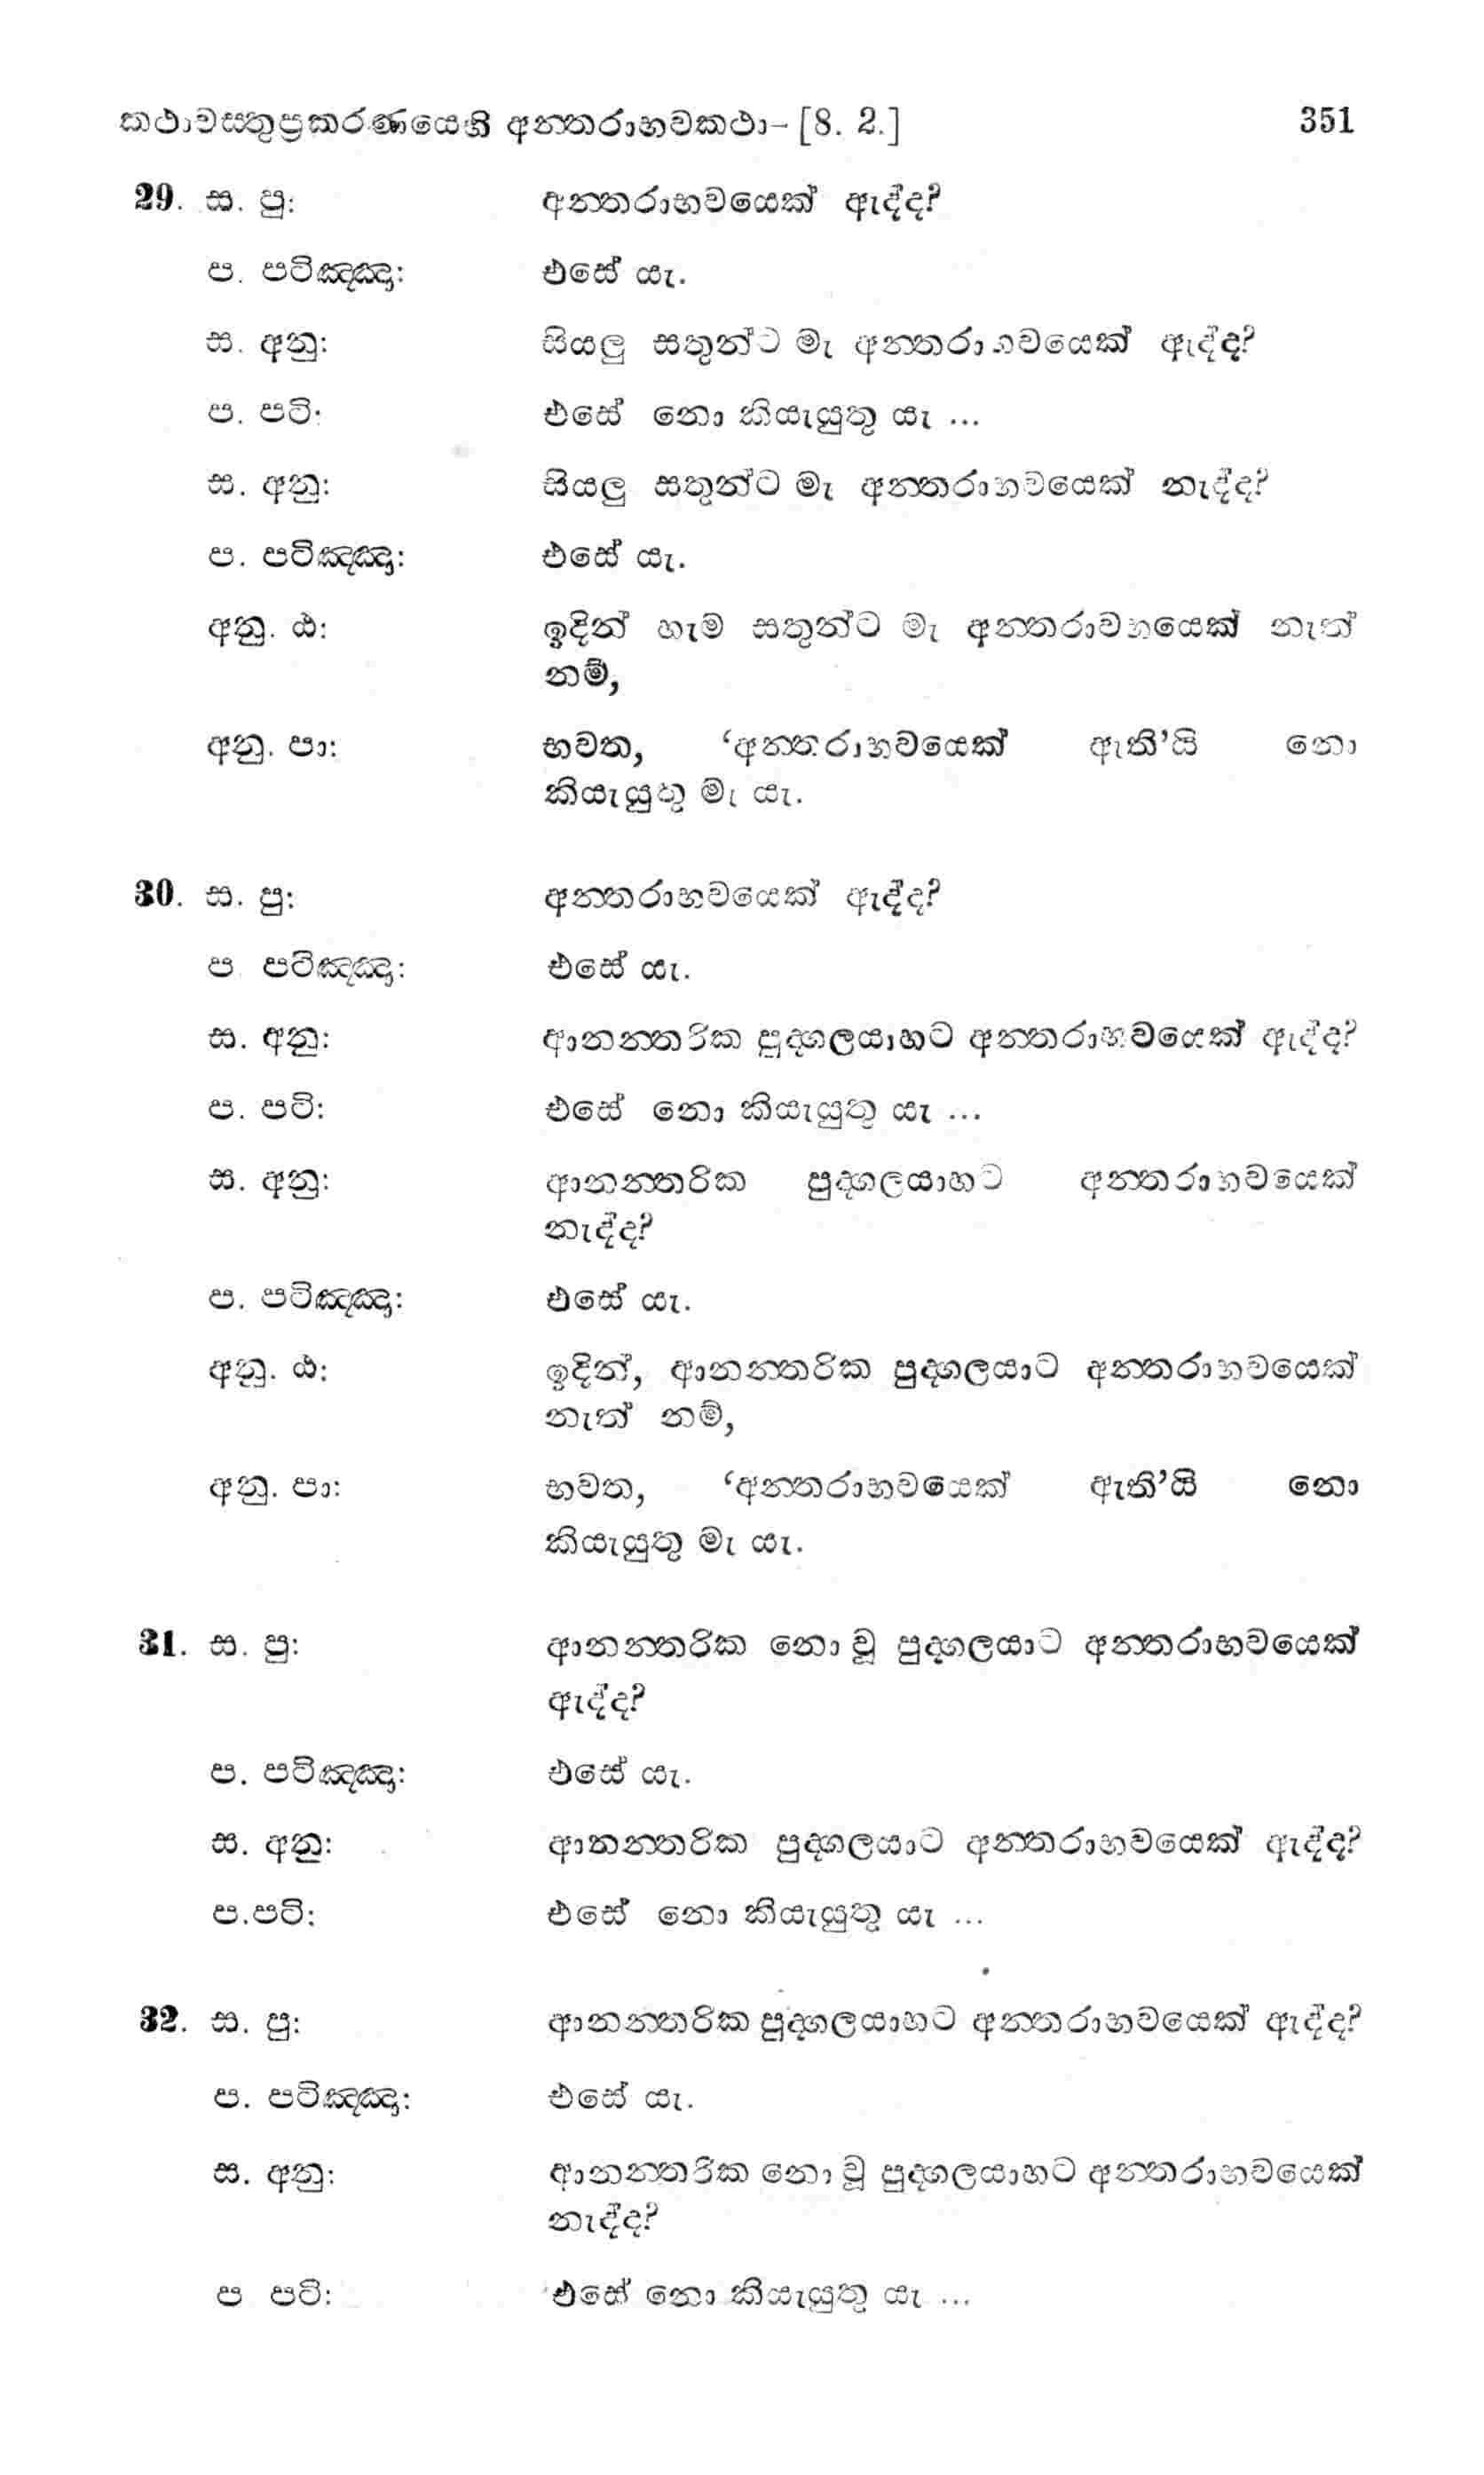 කථාවස්තුප්‍රකරණයෙහි අන්තරාභවකථා- [8. 2.] 351
29. ස. පු: අන්තරාභවයෙක් ඇද්ද?
ප. පටිඤ්ඤා: එසේ යැ.
ස. අනු: සියලු සතුන්ට මැ අන්තරාභවයෙක් ඇද්ද?
ප. පටි: එසේ නො කියැයුතු යැ ...
ස. අනු: සියලු සතුන්ට මැ අන්තරාභවයෙක් නැද්ද?
ප. පටිඤ්ඤා: එසේ යැ.
අනු. ඨ: ඉදින් හැම සතුන්ට මැ අන්තරාවභයෙක් නැත්
නම්,
අනු. පා: භවත, ‘අන්තරාභවයෙක් ඇති’යි නො
කියැයුතු මැ යැ.
30. ස. පු: අන්තරාභවයෙක් ඇද්ද?
ප පටිඤ්ඤා: එසේ යැ.
ස. අනු: ආනන්තරික පුද්ගලයාහට අන්තරාභවයෙක් ඇද්ද?
ප. පටි: එසේ නො කියැයුතු යැ ...
ස. අනු: ආනන්තරික පුද්ගලයාහට අන්තරාභවයෙක්
නැද්ද?
ප. පටිඤ්ඤා: එසේ යැ.
අනු. ඨ: ඉදින්, ආනන්තරික පුද්ගලයාට අන්තරාභවයෙක්
නැත් නම්,
අනු. පා: භවත, ‘අන්තරාභවයෙක් ඇති’යි නො
කියැයුතු මැ යැ.
31. ස. පු: ආනන්තරික නො වූ පුද්ගලයාට අන්තරාභවයෙක්
ඇද්ද?
ප. පටිඤ්ඤා: එසේ යැ.
ස. අනු: ආනන්තරික පුද්ගලයාට අන්තරාභවයෙක් ඇද්ද?
ප.පටි: එසේ නො කියැයුතු යැ ...
32. ස. පු: ආනන්තරික පුද්ගලයාහට අන්තරාභවයෙක් ඇද්ද?
ප. පටිඤ්ඤා: එසේ යැ.
ස. අනු: ආනන්තරික නො වූ පුද්ගලයාහට අන්තරාභවයෙක්
නැද්ද?
ප පටි: එසේ නො කියැයුතු යැ ...